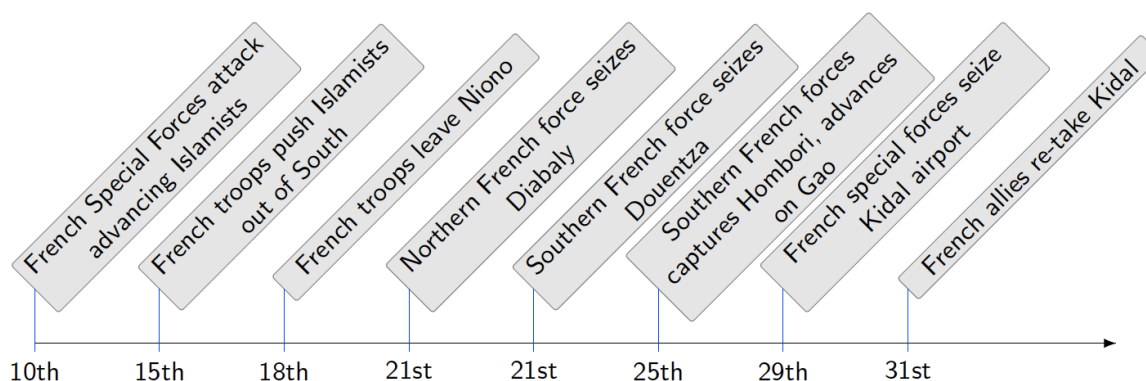 French Special Forces attack
advancing Islamists
French troops push Islamists
out of South
French troops leave Niono
Northern French force seizes
Diabaly
Southern French force seizes
Douentza
Southern French forces
captures Hombori, advances
on Gao
French special forces seize
Kidal airport
French allies re-take Kidal
10th
15th
18th
21st
21st
25th
29th
31st